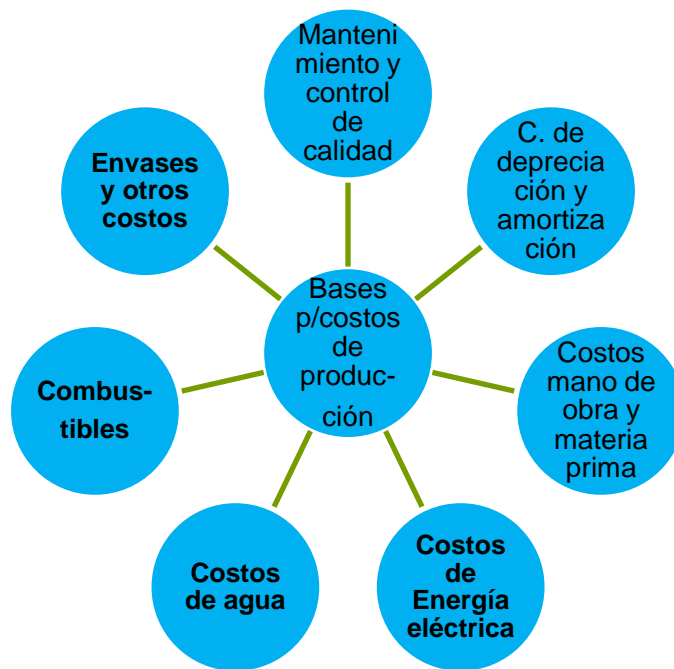 Manteni
miento y
control
de
calidad
C. de
deprecia
ción y
amortiza
ción
Costos
mano de
obra y
materia
prima
Costos
de
Energía
eléctrica
Costos
de agua
Combus-
tibles
Envases
y otros
costos
Bases
p/costos
de
produc-
ción